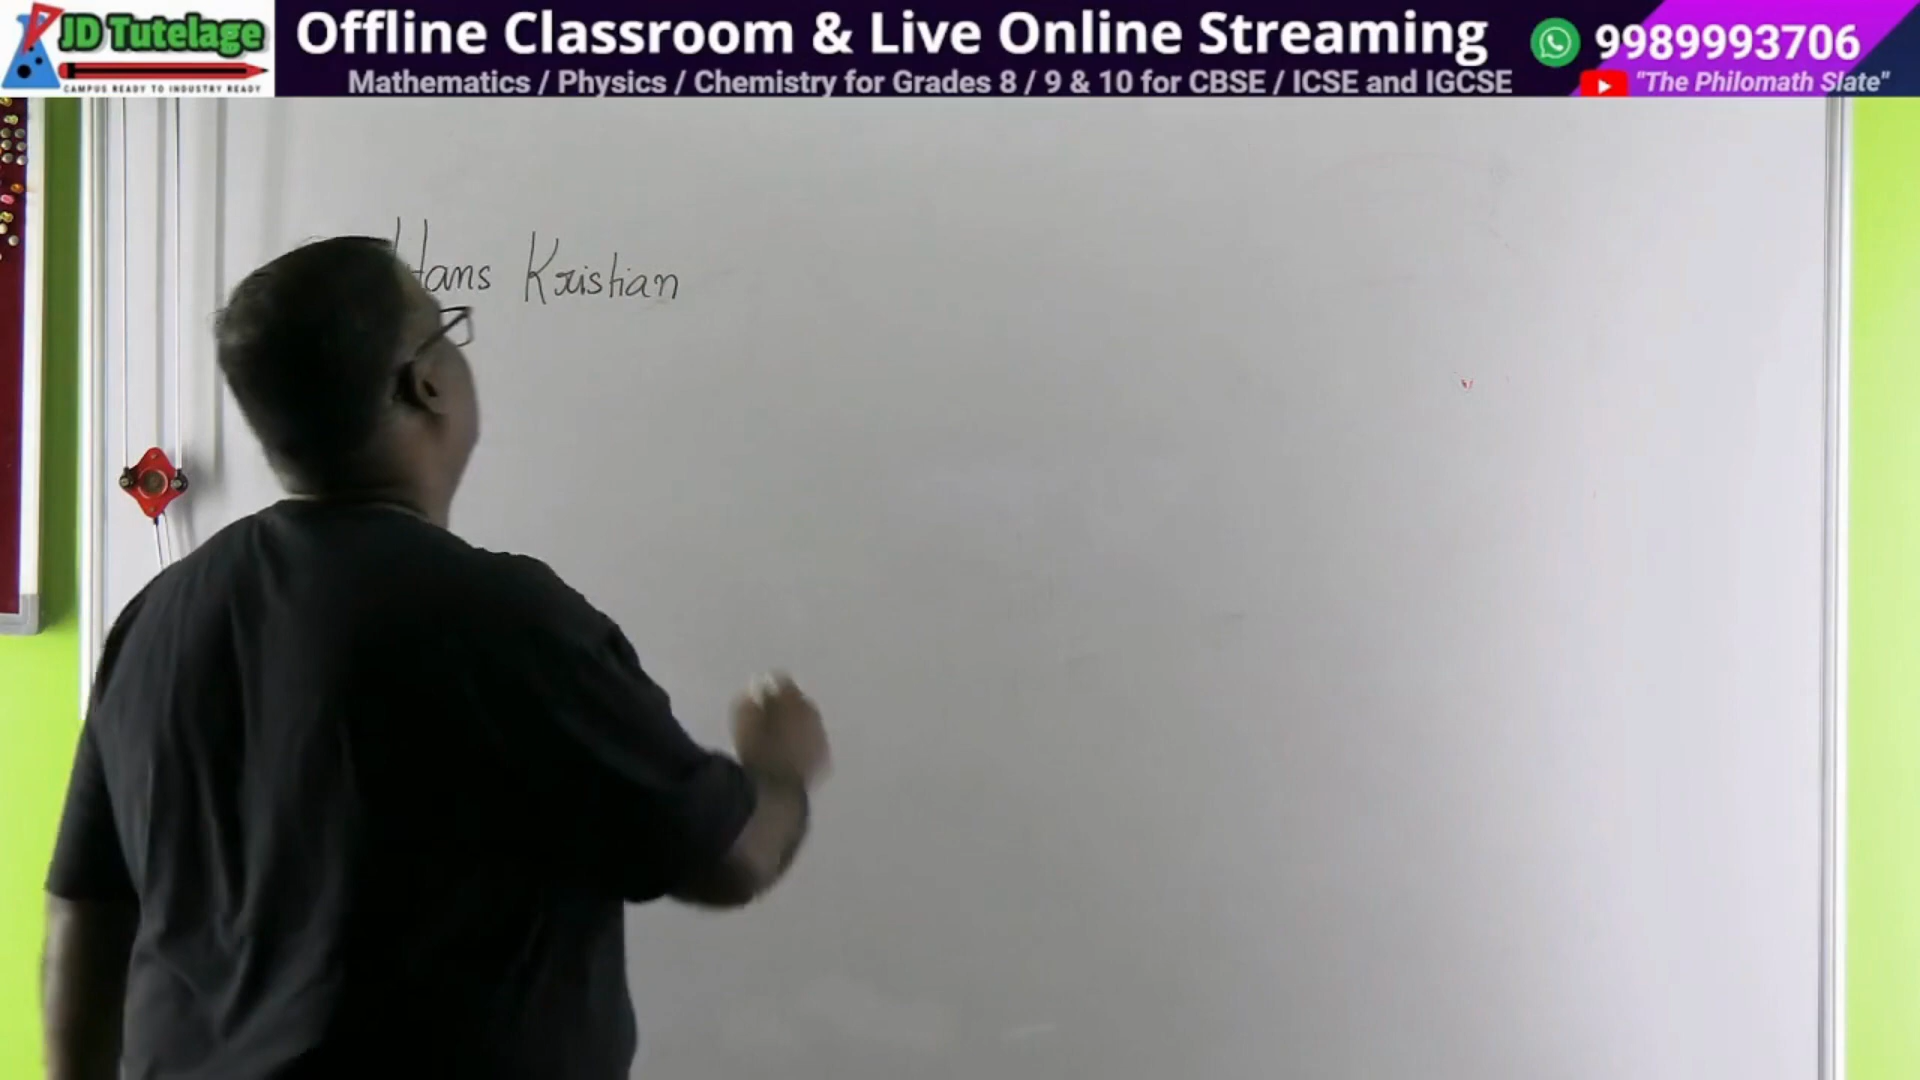 JD Tutelage
CAMPUS READY TO INDUSTRY READY
Offline Classroom & Live Online Streaming
Mathematics / Physics / Chemistry for Grades 8 / 9 & 10 for CBSE / ICSE and IGCSE
9989993706
"The Philomath Slate"
Hans Kristian